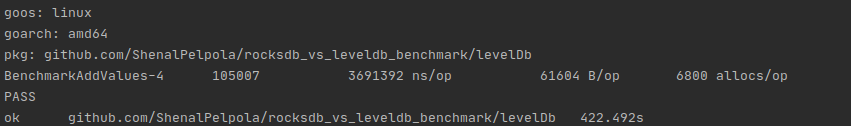 goos: linux
goarch: amd64
pkg: github.com/ShenalPelpola/rocksdb_vs_leveldb_benchmark/levelDb
BenchmarkAddValues-4 105007 3691392 ns/op 61604 B/op 6800 allocs/op
PASS
ok github.com/ShenalPelpola/rocksdb_vs_leveldb_benchmark/levelDb 422.492s